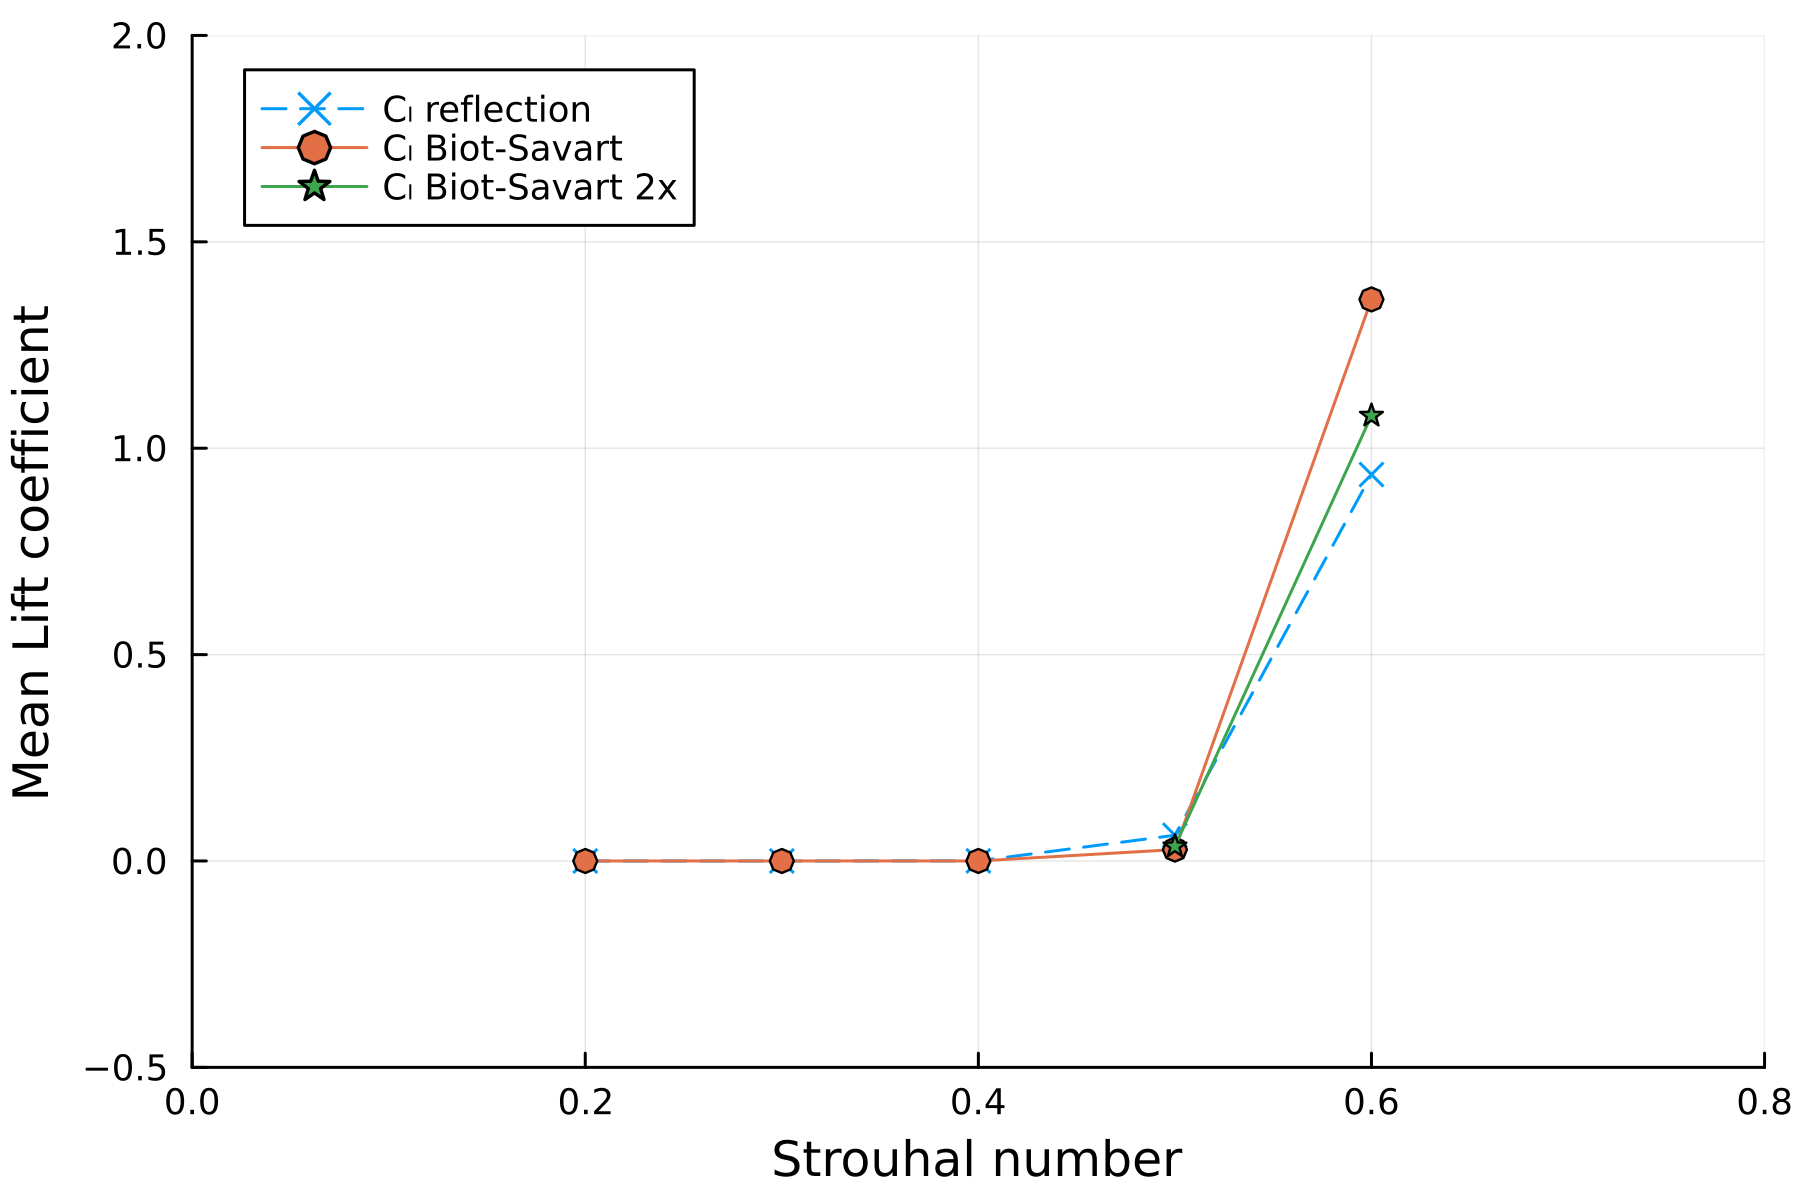 2.0
Cₗ reflection
Cₗ Biot-Savart
Cₗ Biot-Savart 2x
1.5
1.0
0.5
0.0
−0.5
Mean Lift coefficient
0.0 0.2 0.4 0.6 0.8
Strouhal number